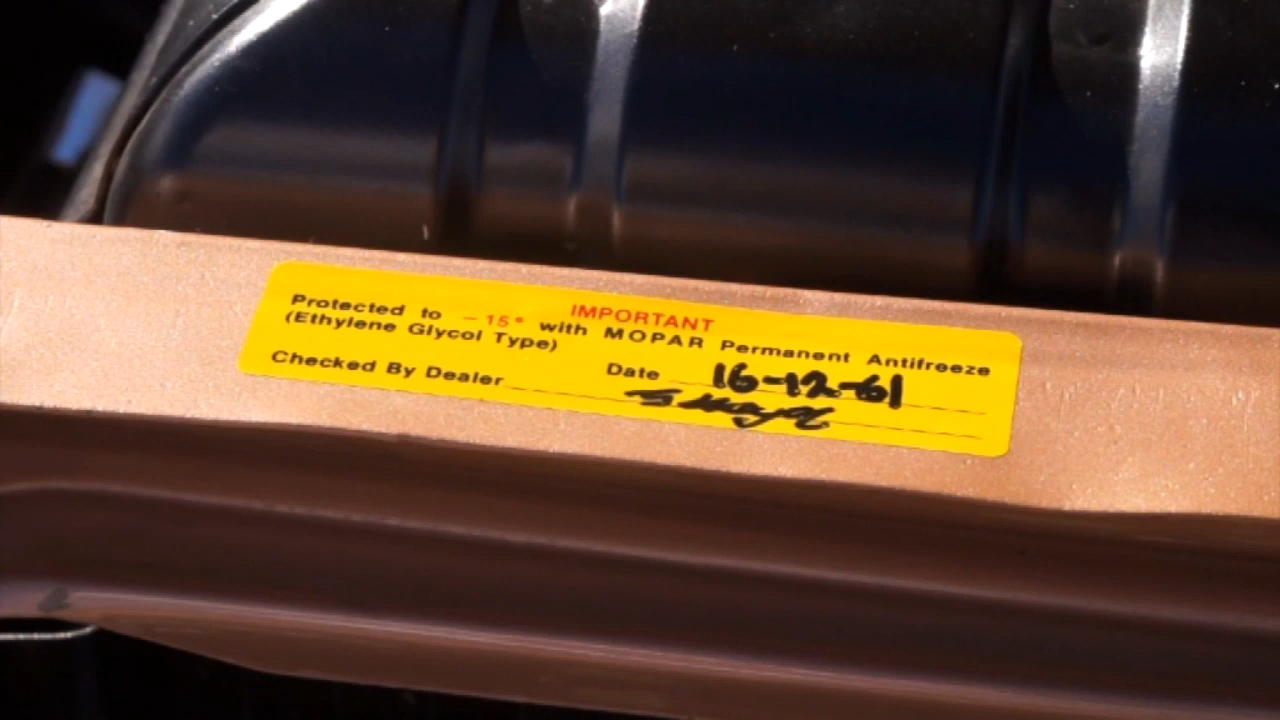 IMPORTANT
Protected to -15° with MOPAR Permanent Antifreeze
(Ethylene Glycol Type)
Checked By Dealer Date 16-12-61